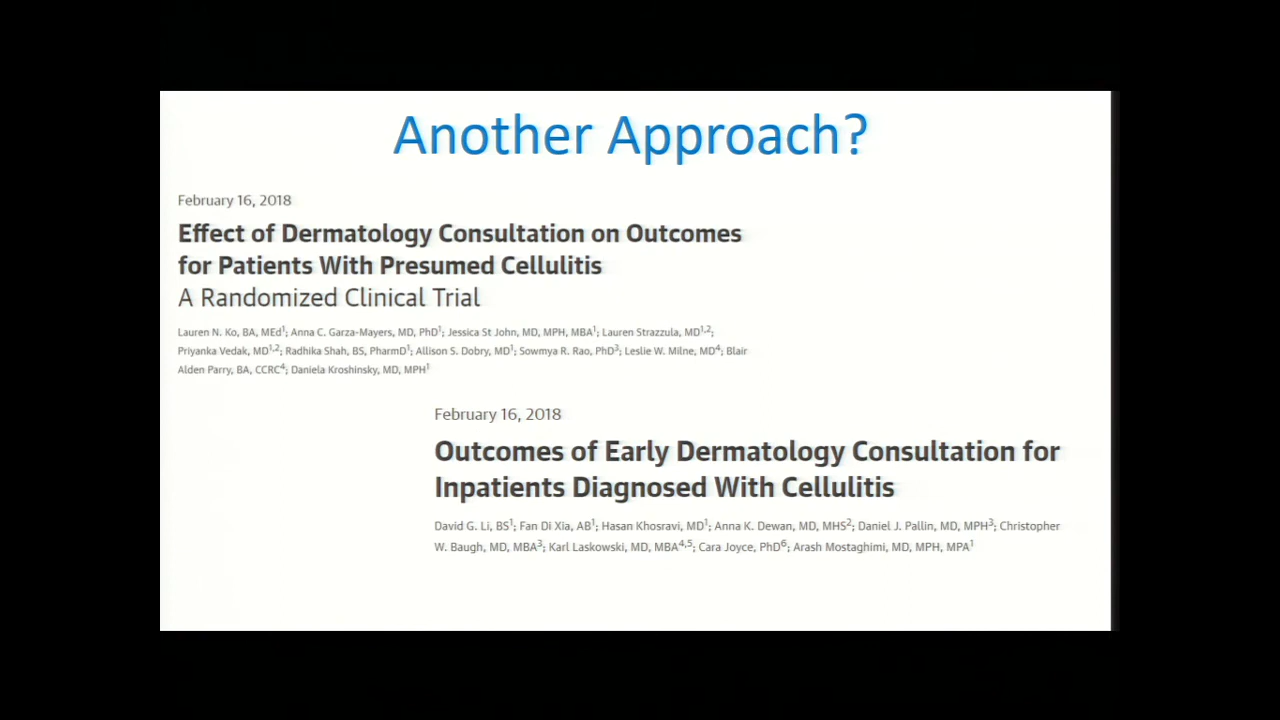 Another Approach?
February 16, 2018
Effect of Dermatology Consultation on Outcomes
for Patients With Presumed Cellulitis
A Randomized Clinical Trial
Lauren N. Ko, BA, MEd1; Anna C. Garza-Mayers, MD, PhD1; Jessica St John, MD, MPH, MBA1; Lauren Strazzula, MD1,2;
Priyanka Vedak, MD1,2; Radhika Shah, BS, PharmD1; Allison S. Dobry, MD1; Sowmya R. Rao, PhD3; Leslie W. Milne, MD4; Blair
Alden Parry, BA, CCRC4; Daniela Kroshinsky, MD, MPH1
February 16, 2018
Outcomes of Early Dermatology Consultation for
Inpatients Diagnosed With Cellulitis
David G. Li, BS1; Fan Di Xia, AB1; Hasan Khosravi, MD1; Anna K. Dewan, MD, MHS2; Daniel J. Pallin, MD, MPH3; Christopher
W. Baugh, MD, MBA3; Karl Laskowski, MD, MBA4,5; Cara Joyce, PhD6; Arash Mostaghimi, MD, MPH, MPA1